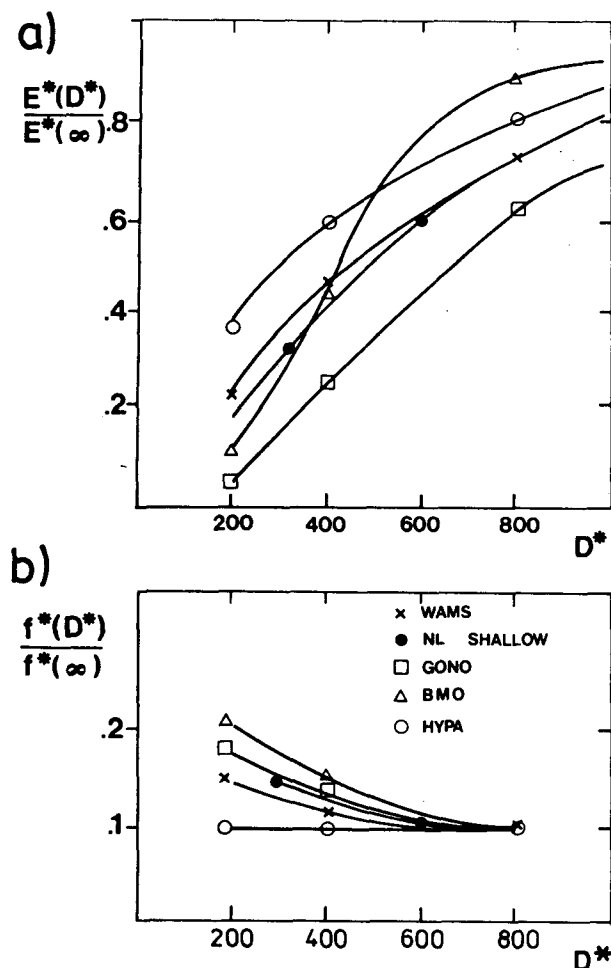 a)
E*(D*)
E*(∞)
.8
.6
.4
.2
200 400 600 800
D*
b)
f*(D*)
f*(∞)
× WAMS
● NL SHALLOW
□ GONO
△ BMO
○ HYPA
.2
.1
200 400 600 800
D*